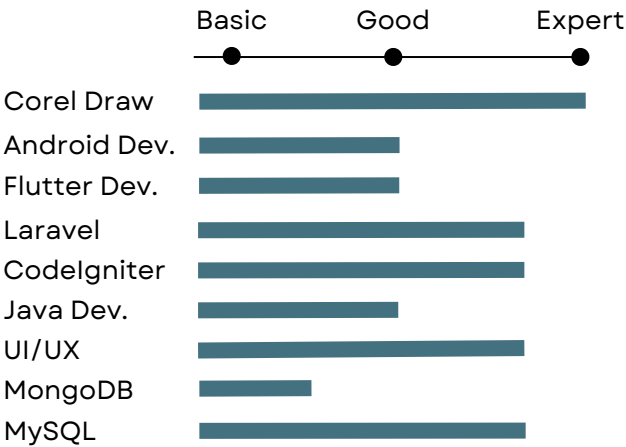 Basic Good Expert
Corel Draw
Android Dev.
Flutter Dev.
Laravel
CodeIgniter
Java Dev.
UI/UX
MongoDB
MySQL